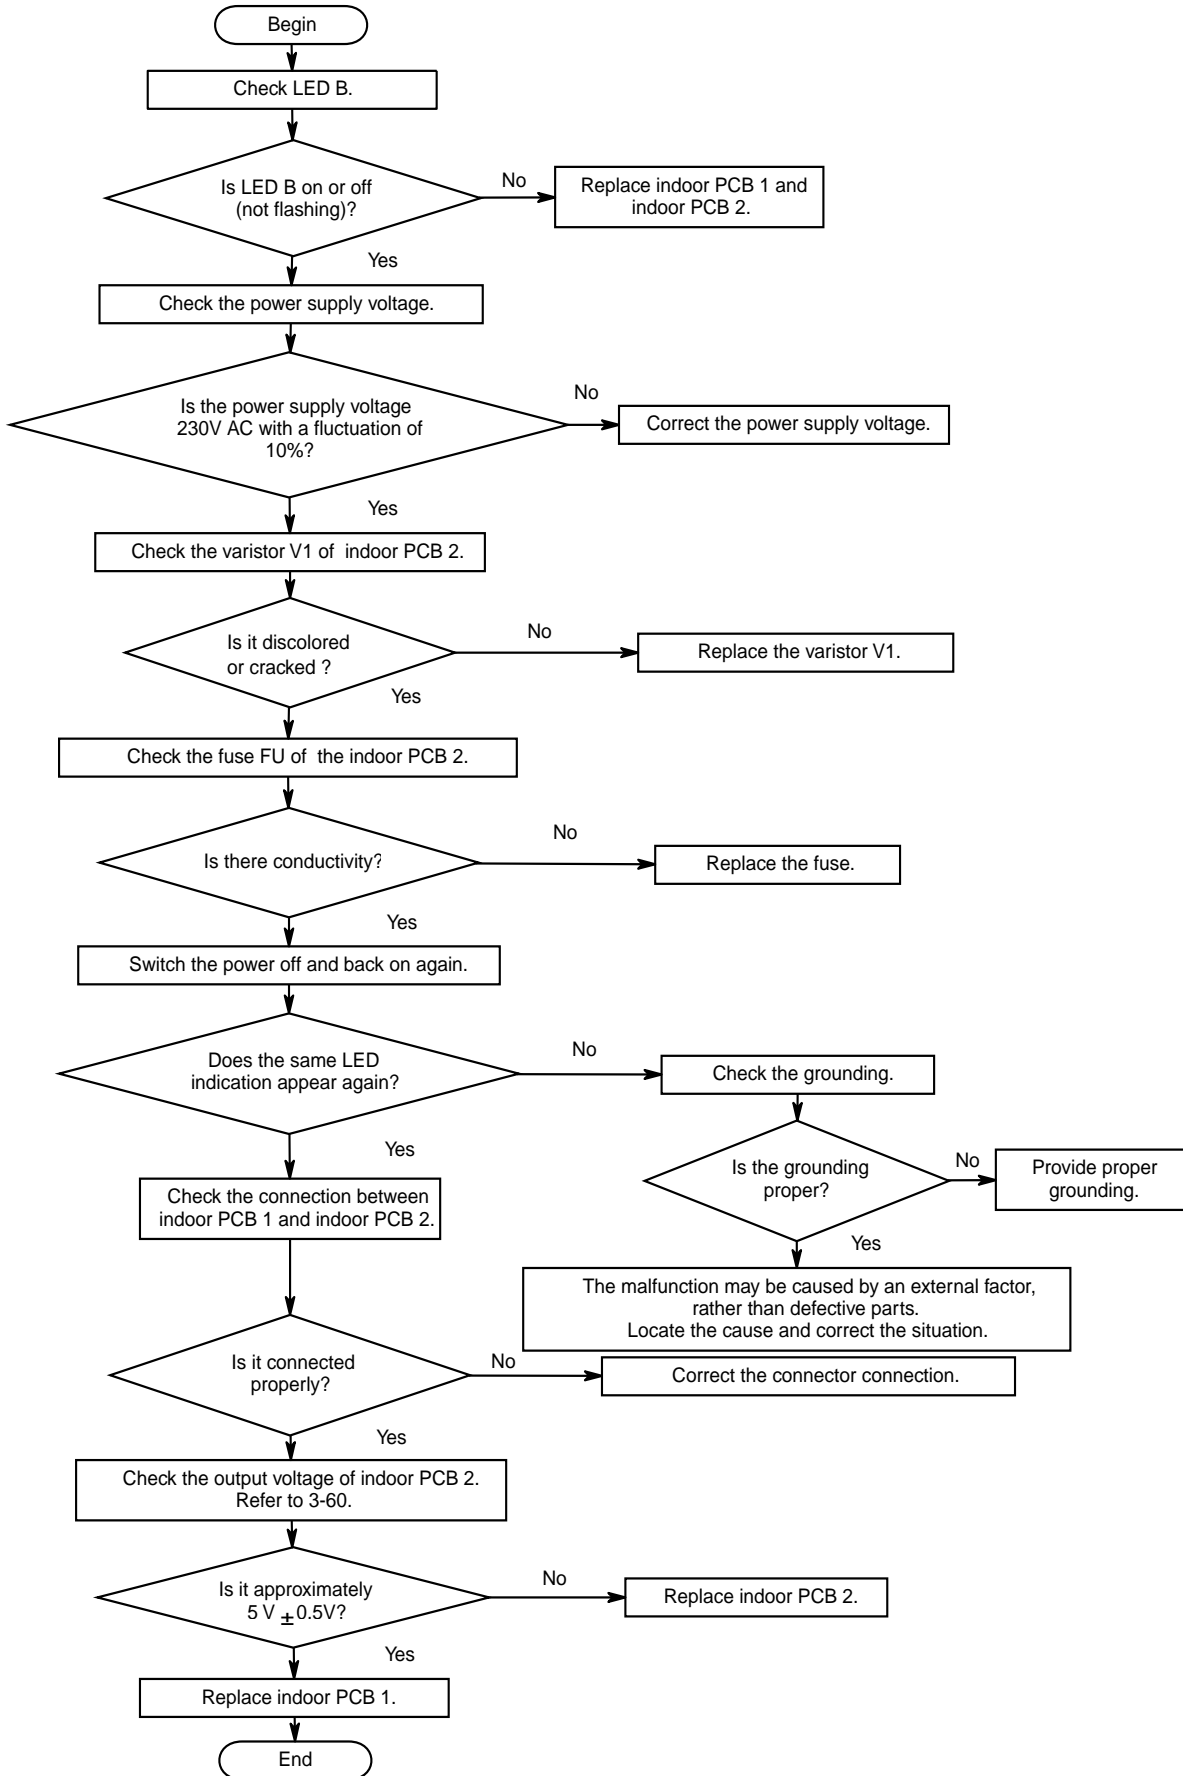 Begin
Check LED B.
Is LED B on or off
(not flashing)?
No
Replace indoor PCB 1 and
indoor PCB 2.
Yes
Check the power supply voltage.
Is the power supply voltage
230V AC with a fluctuation of
10%?
No
Correct the power supply voltage.
Yes
Check the varistor V1 of indoor PCB 2.
Is it discolored
or cracked ?
No
Replace the varistor V1.
Yes
Check the fuse FU of the indoor PCB 2.
Is there conductivity?
No
Replace the fuse.
Yes
Switch the power off and back on again.
Does the same LED
indication appear again?
No
Check the grounding.
Is the grounding
proper?
No
Provide proper
grounding.
Yes
The malfunction may be caused by an external factor,
rather than defective parts.
Locate the cause and correct the situation.
Yes
Check the connection between
indoor PCB 1 and indoor PCB 2.
Is it connected
properly?
No
Correct the connector connection.
Yes
Check the output voltage of indoor PCB 2.
Refer to 3-60.
Is it approximately
5 V ± 0.5V?
No
Replace indoor PCB 2.
Yes
Replace indoor PCB 1.
End